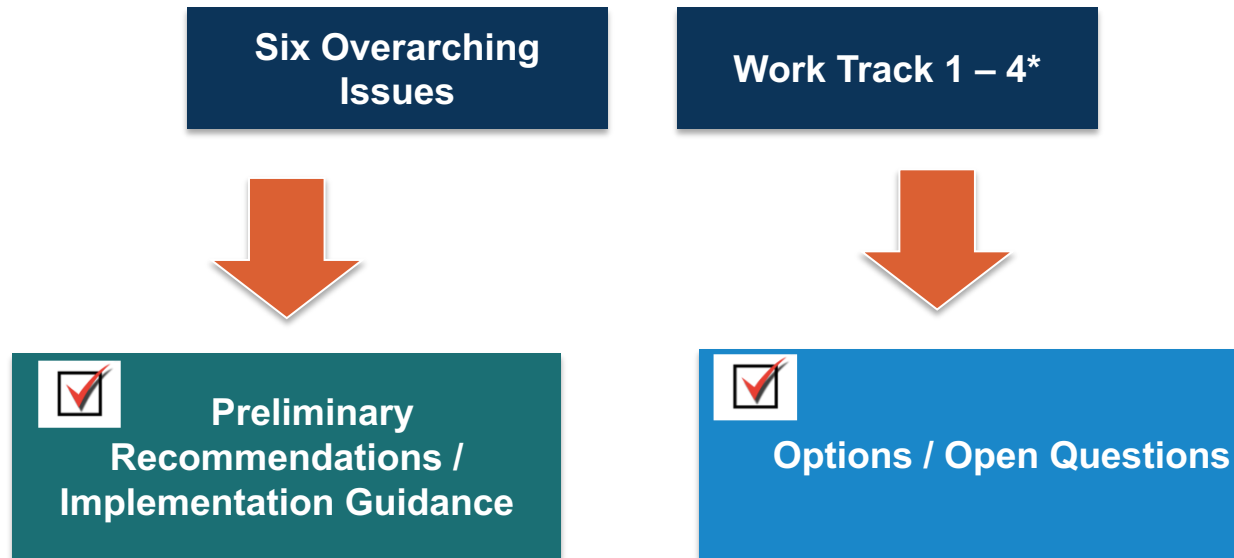 Six Overarching
Issues
Work Track 1 – 4*
Preliminary
Recommendations /
Implementation Guidance
Options / Open Questions